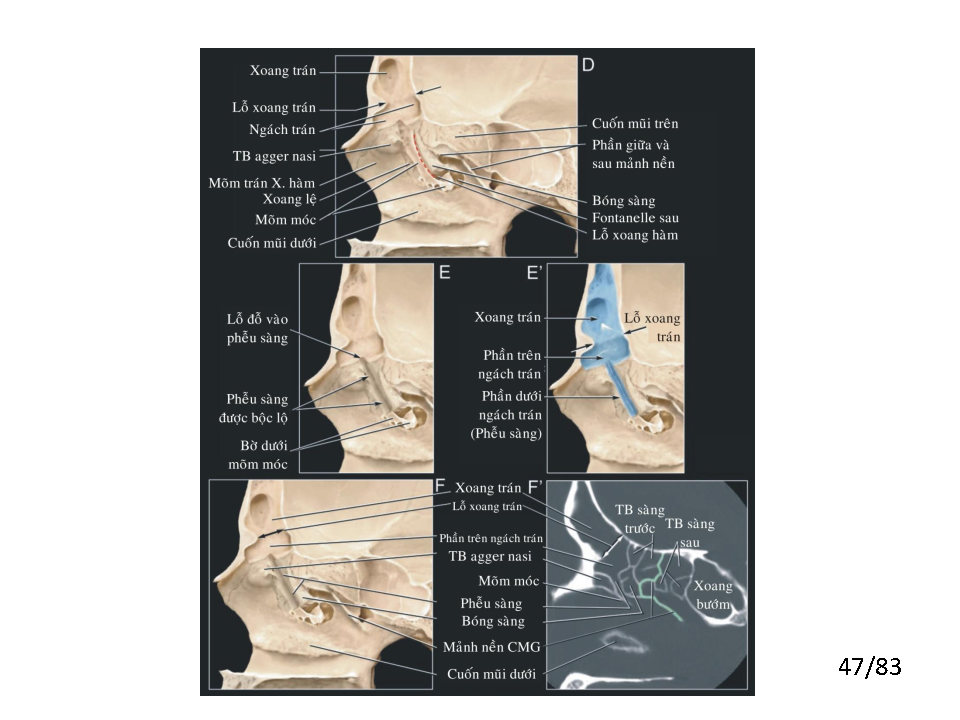 D
Xoang trán
Lỗ xoang trán
Ngách trán
TB agger nasi
Mõm trán X. hàm
Xoang lệ
Mõm móc
Cuốn mũi dưới
Cuốn mũi trên
Phần giữa và
sau mảnh nền
Bóng sàng
Fontanelle sau
Lỗ xoang hàm
E
Lỗ đổ vào
phễu sàng
Phễu sàng
được bộc lộ
Bờ dưới
mõm móc
E'
Xoang trán
Lỗ xoang
trán
Phần trên
ngách trán
Phần dưới
ngách trán
(Phễu sàng)
F
Xoang trán
F'
Lỗ xoang trán
Phần trên ngách trán
TB agger nasi
Mõm móc
Phễu sàng
Bóng sàng
Mảnh nền CMG
Cuốn mũi dưới
TB sàng
trước
TB sàng
sau
Xoang
bướm
47/83